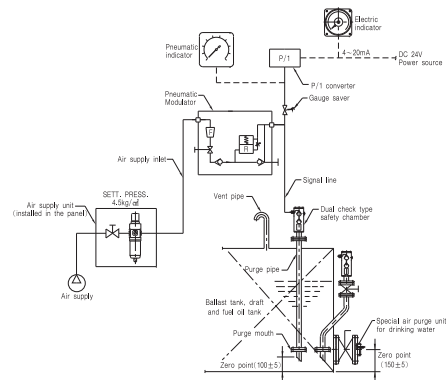 Electric
indicator
Pneumatic
indicator
P/1
4~20mA
DC 24V
Power source
P/1 converter
Pneumatic
Modulator
Gauge saver
F
R
Air supply inlet
Signal line
SETT. PRESS.
4.5kg/㎠
Air supply unit
(installed in the panel)
Vent pipe
Dual check type
safety chamber
Purge pipe
Air supply
Ballast tank, draft
and fuel oil tank
Special air purge unit
for drinking water
Purge mouth
Zero point(100±5)
Zero point
(150±5)